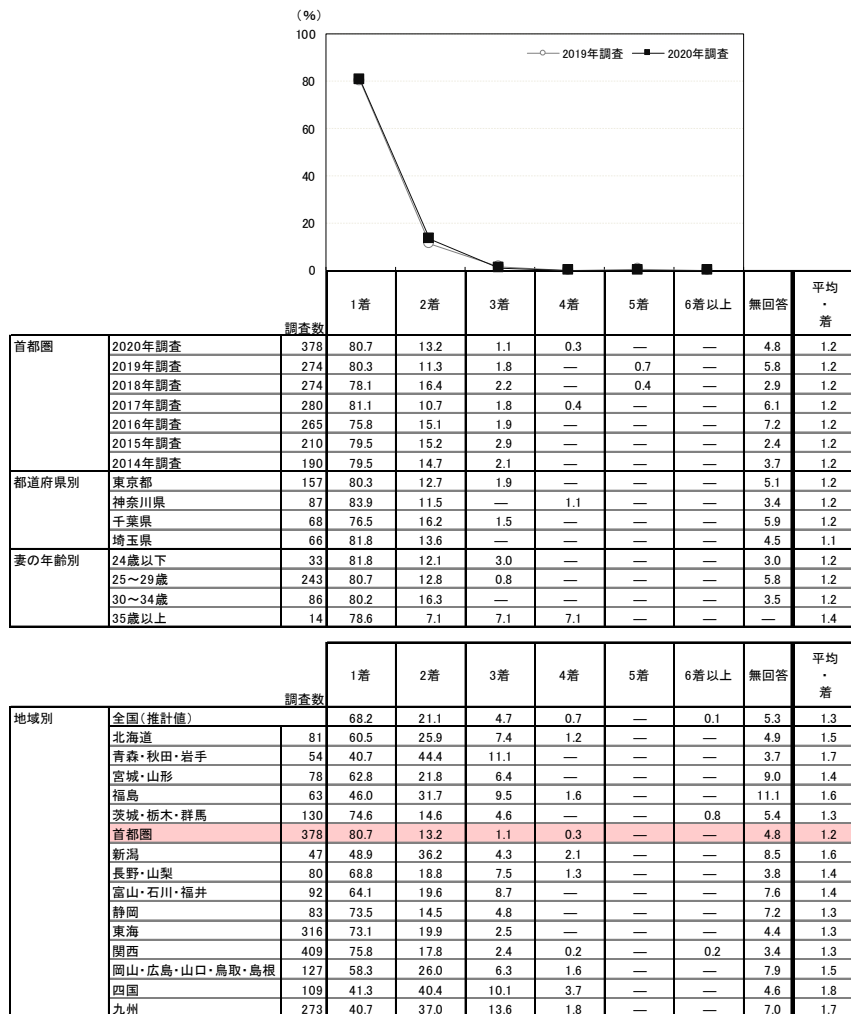 (%)
100
2019年調査 2020年調査
80
60
40
20
0
調査数 1着 2着 3着 4着 5着 6着以上 無回答 平均・着
首都圏 2020年調査 378 80.7 13.2 1.1 0.3 — — 4.8 1.2
2019年調査 274 80.3 11.3 1.8 — 0.7 — 5.8 1.2
2018年調査 274 78.1 16.4 2.2 — 0.4 — 2.9 1.2
2017年調査 280 81.1 10.7 1.8 0.4 — — 6.1 1.2
2016年調査 265 75.8 15.1 1.9 — — — 7.2 1.2
2015年調査 210 79.5 15.2 2.9 — — — 2.4 1.2
2014年調査 190 79.5 14.7 2.1 — — — 3.7 1.2
都道府県別 東京都 157 80.3 12.7 1.9 — — — 5.1 1.2
神奈川県 87 83.9 11.5 — 1.1 — — 3.4 1.2
千葉県 68 76.5 16.2 1.5 — — — 5.9 1.2
埼玉県 66 81.8 13.6 — — — — 4.5 1.1
妻の年齢別 24歳以下 33 81.8 12.1 3.0 — — — 3.0 1.2
25～29歳 243 80.7 12.8 0.8 — — — 5.8 1.2
30～34歳 86 80.2 16.3 — — — — 3.5 1.2
35歳以上 14 78.6 7.1 7.1 7.1 — — — 1.4
調査数 1着 2着 3着 4着 5着 6着以上 無回答 平均・着
地域別 全国(推計値) 68.2 21.1 4.7 0.7 — 0.1 5.3 1.3
北海道 81 60.5 25.9 7.4 1.2 — — 4.9 1.5
青森・秋田・岩手 54 40.7 44.4 11.1 — — — 3.7 1.7
宮城・山形 78 62.8 21.8 6.4 — — — 9.0 1.4
福島 63 46.0 31.7 9.5 1.6 — — 11.1 1.6
茨城・栃木・群馬 130 74.6 14.6 4.6 — — 0.8 5.4 1.3
首都圏 378 80.7 13.2 1.1 0.3 — — 4.8 1.2
新潟 47 48.9 36.2 4.3 2.1 — — 8.5 1.6
長野・山梨 80 68.8 18.8 7.5 1.3 — — 3.8 1.4
富山・石川・福井 92 64.1 19.6 8.7 — — — 7.6 1.4
静岡 83 73.5 14.5 4.8 — — — 7.2 1.3
東海 316 73.1 19.9 2.5 — — — 4.4 1.3
関西 409 75.8 17.8 2.4 0.2 — 0.2 3.4 1.3
岡山・広島・山口・鳥取・島根 127 58.3 26.0 6.3 1.6 — — 7.9 1.5
四国 109 41.3 40.4 10.1 3.7 — — 4.6 1.8
九州 273 40.7 37.0 13.6 1.8 — — 7.0 1.7